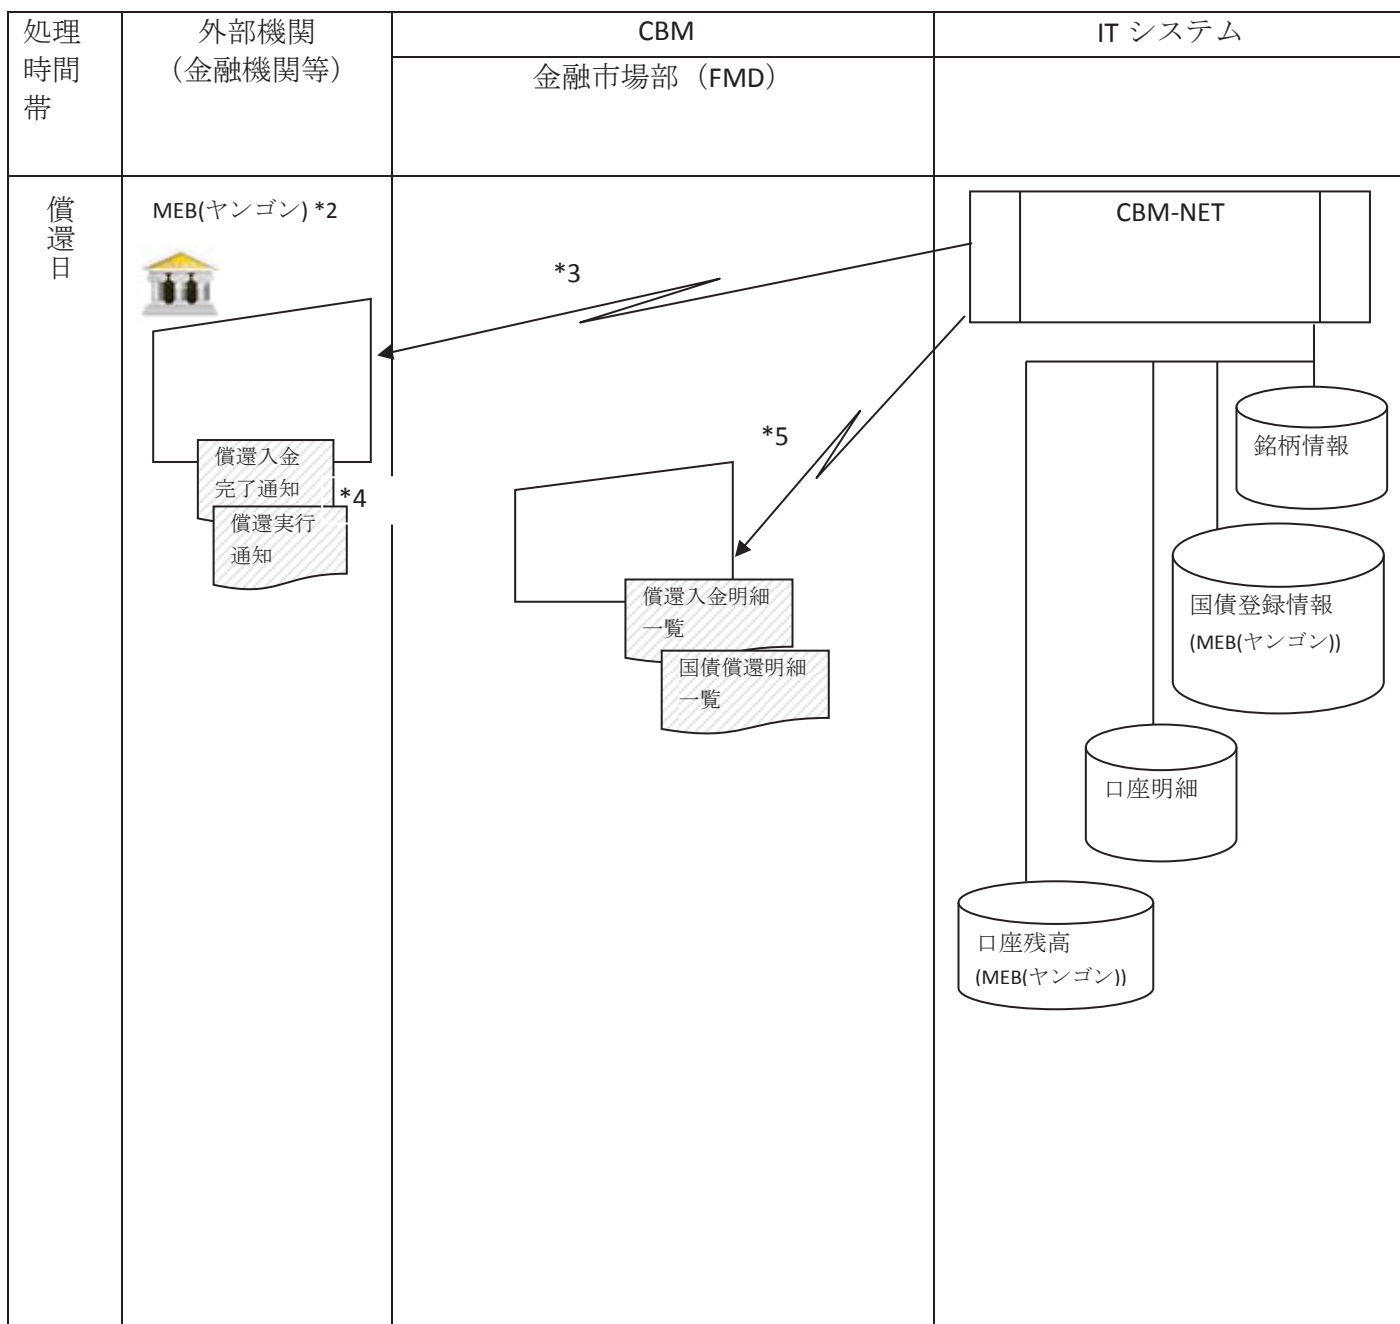 処理
時間
帯
外部機関
（金融機関等）
CBM
金融市場部（FMD）
IT システム
償還日
MEB(ヤンゴン) *2
*3
CBM-NET
償還入金
完了通知
*4
償還実行
通知
*5
償還入金明細
一覧
国債償還明細
一覧
銘柄情報
国債登録情報
(MEB(ヤンゴン))
口座明細
口座残高
(MEB(ヤンゴン))